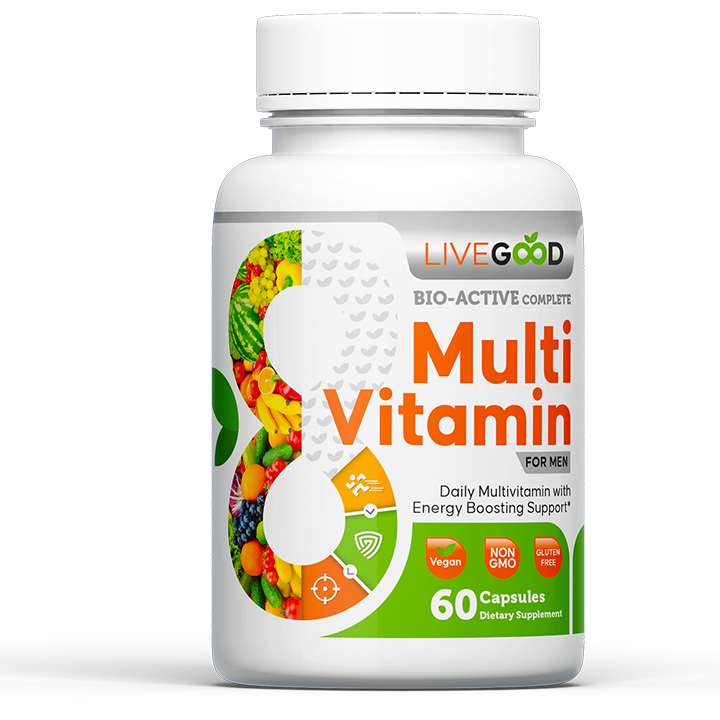 LIVEGOOD
BIO-ACTIVE COMPLETE
Multi
Vitamin
FOR MEN
Daily Multivitamin with
Energy Boosting Support*
Vegan
NON
GMO
GLUTEN
FREE
60 Capsules
Dietary Supplement